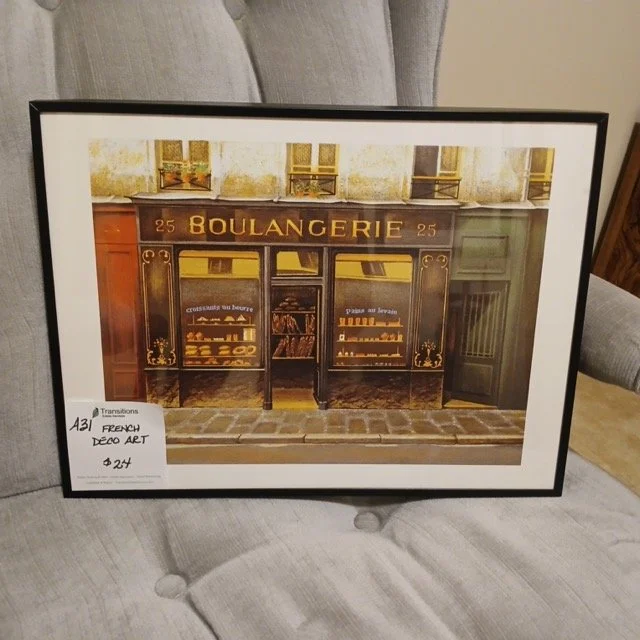 25 BOULANGERIE 25
croissants au beurre
Pains au levain
Transitions
A31 FRENCH
DECO ART
$24